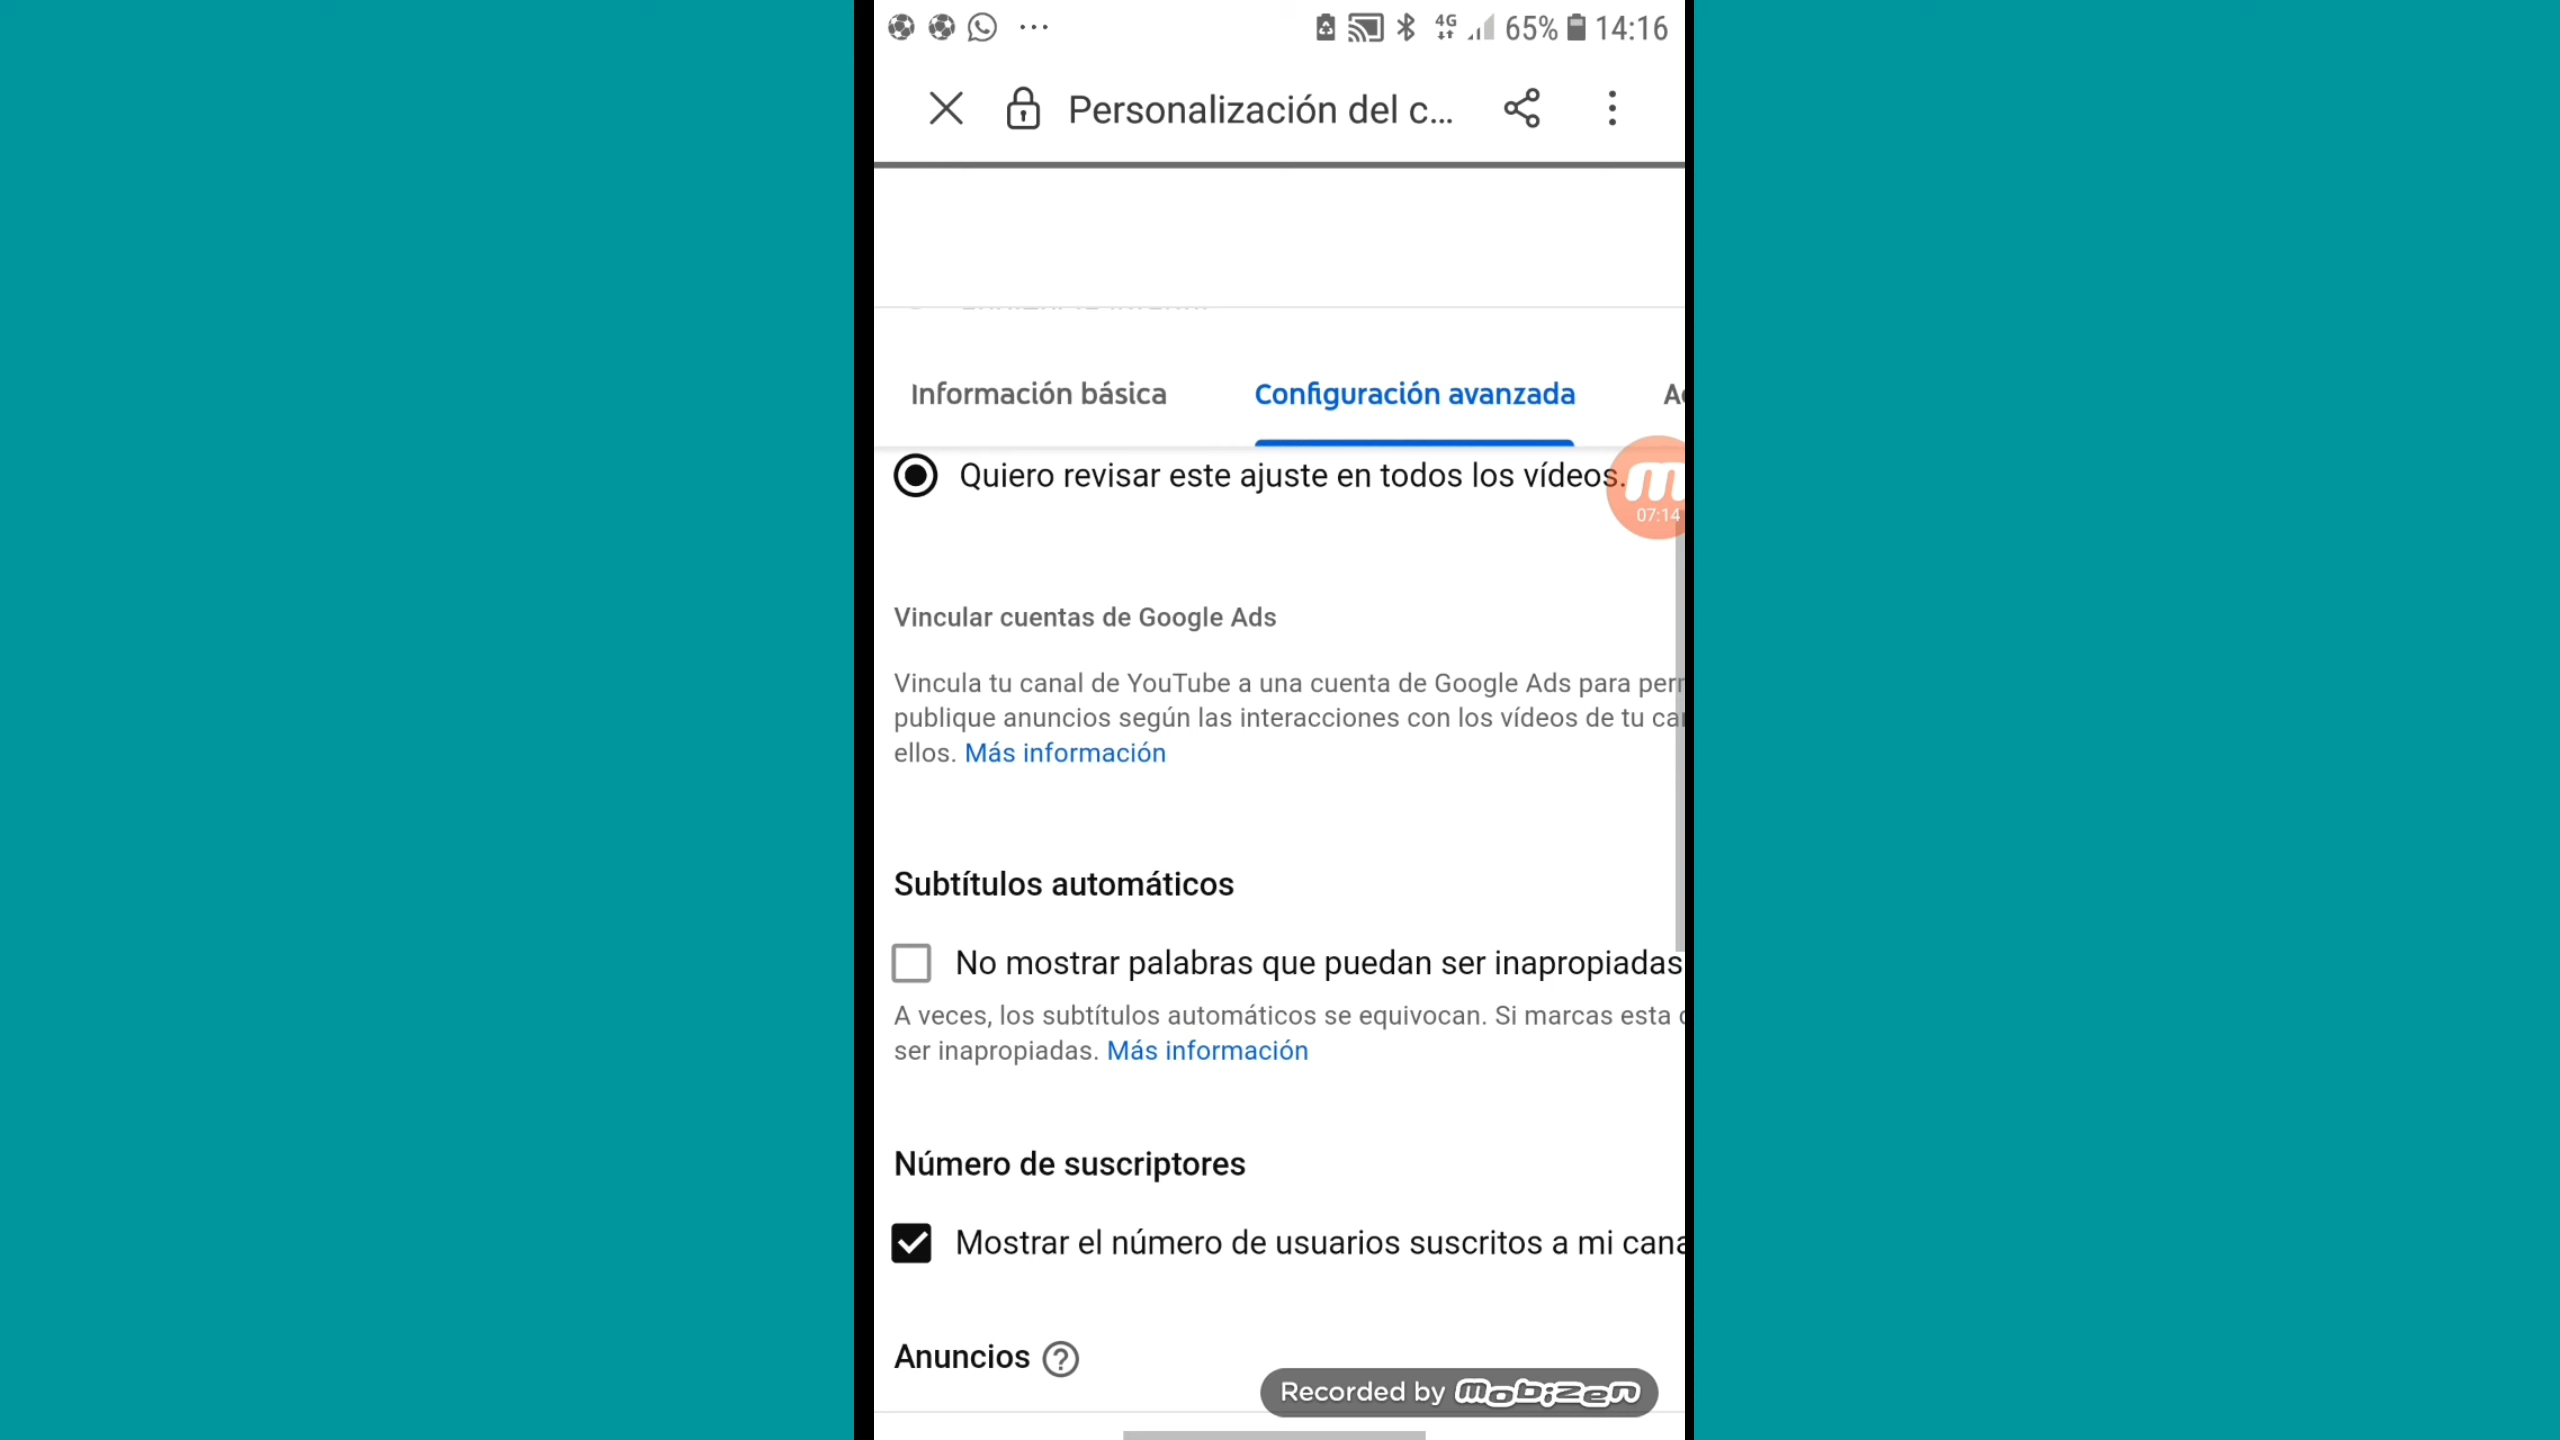 4G 65% 14:16
Personalización del c...
Información básica Configuración avanzada
Quiero revisar este ajuste en todos los vídeos.
07:14
Vincular cuentas de Google Ads
Vincula tu canal de YouTube a una cuenta de Google Ads para
publique anuncios según las interacciones con los vídeos de tu
ellos. Más información
Subtítulos automáticos
No mostrar palabras que puedan ser inapropiadas
A veces, los subtítulos automáticos se equivocan. Si marcas esta
ser inapropiadas. Más información
Número de suscriptores
Mostrar el número de usuarios suscritos a mi
Anuncios ?
Recorded by mobizen